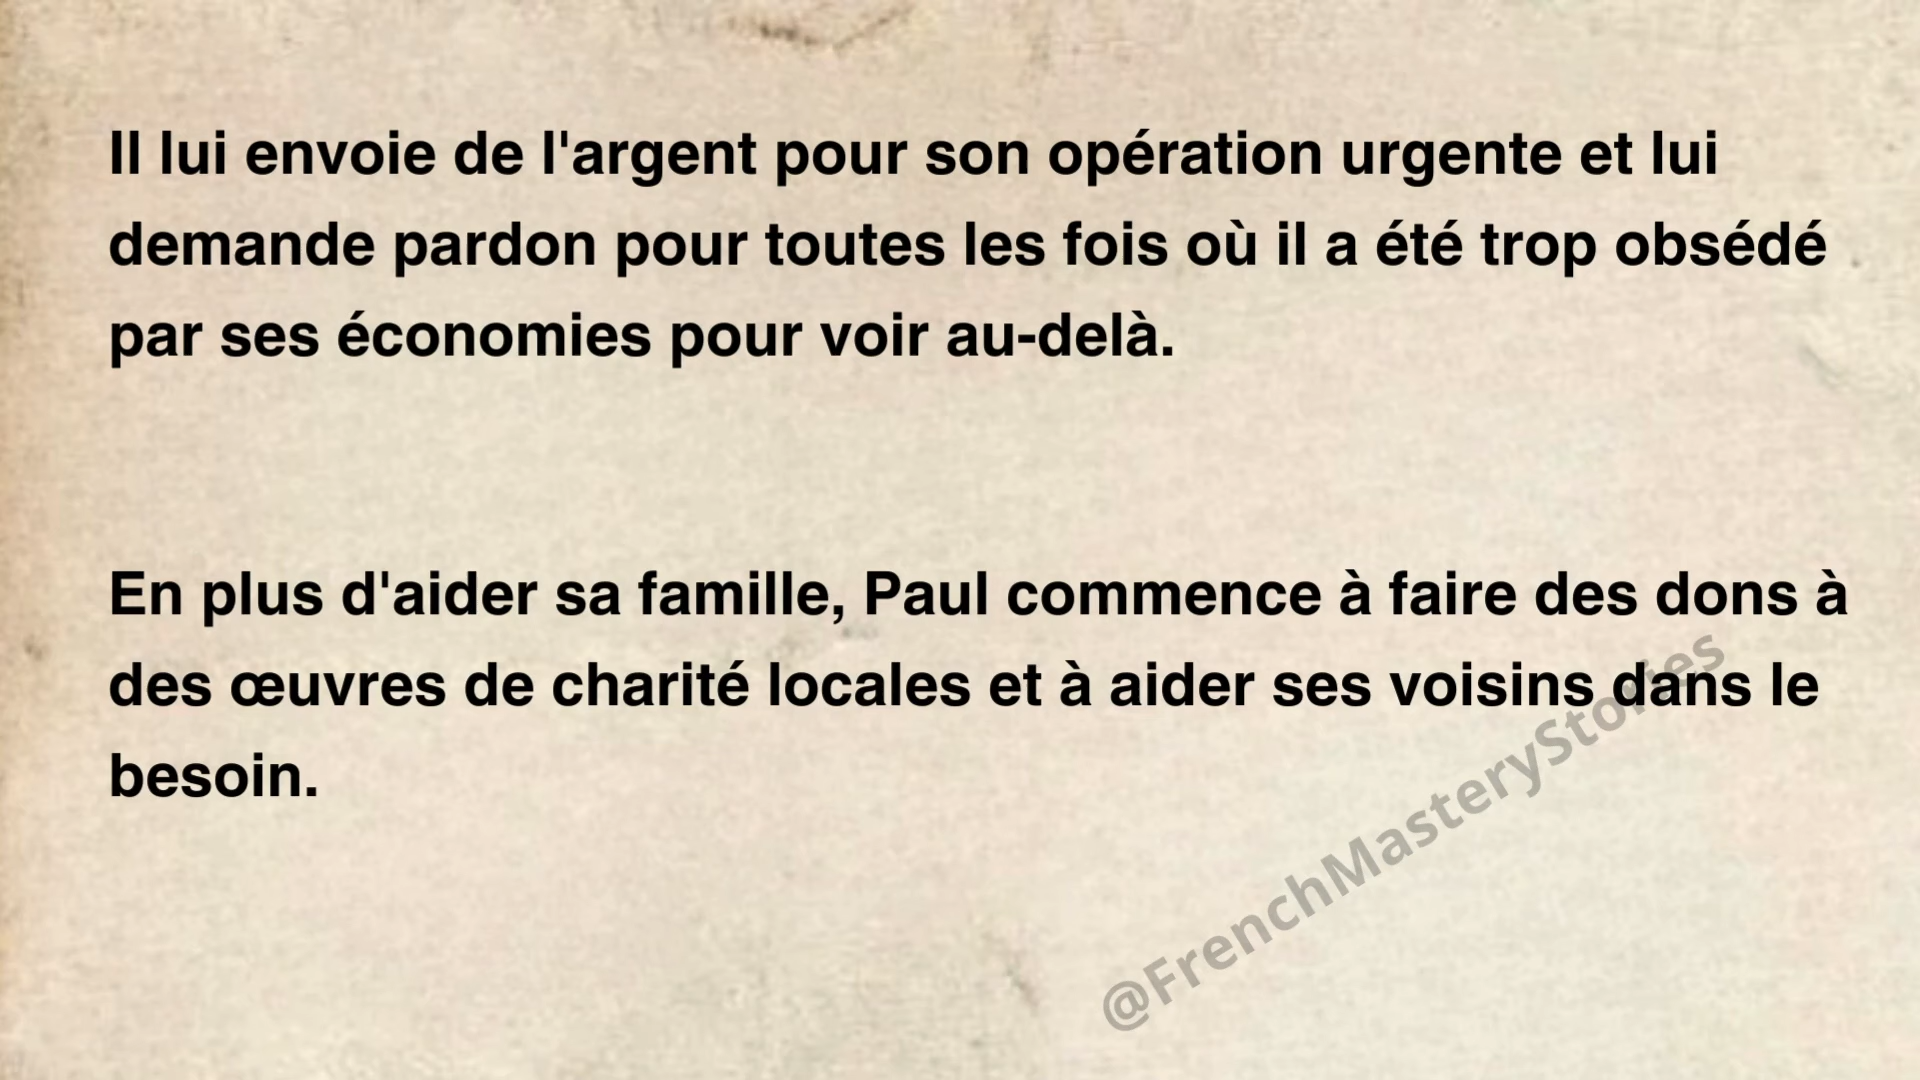 Il lui envoie de l'argent pour son opération urgente et lui
demande pardon pour toutes les fois où il a été trop obsédé
par ses économies pour voir au-delà.
En plus d'aider sa famille, Paul commence à faire des dons à
des œuvres de charité locales et à aider ses voisins dans le
besoin.
@FrenchMasteryStories